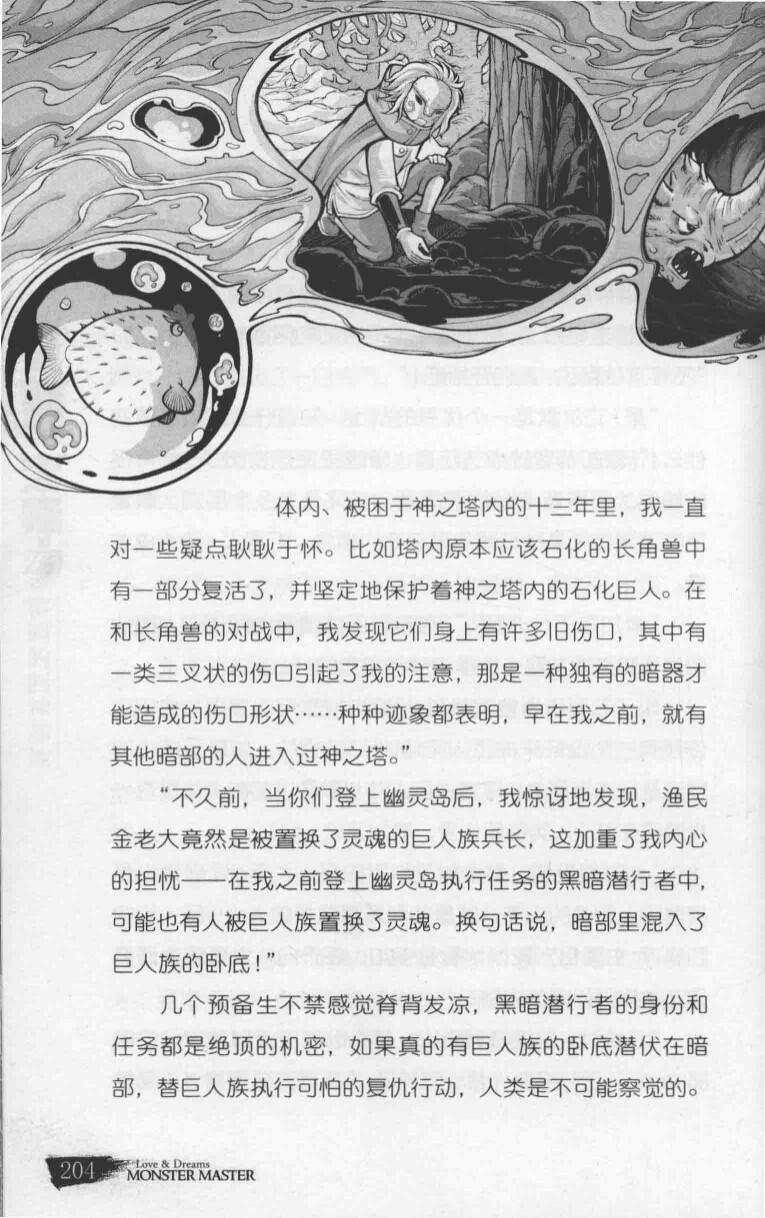 体内、被困于神之塔内的十三年里，我一直
对一些疑点耿耿于怀。比如塔内原本应该石化的长角兽中
有一部分复活了，并坚定地保护着神之塔内的石化巨人。在
和长角兽的对战中，我发现它们身上有许多旧伤口，其中有
一类三叉状的伤口引起了我的注意，那是一种独有的暗器才
能造成的伤口形状……种种迹象都表明，早在我之前，就有
其他暗部的人进入过神之塔。”
“不久前，当你们登上幽灵岛后，我惊讶地发现，渔民
金老大竟然是被置换了灵魂的巨人族兵长，这加重了我内心
的担忧——在我之前登上幽灵岛执行任务的黑暗潜行者中，
可能也有人被巨人族置换了灵魂。换句话说，暗部里混入了
巨人族的卧底！”
几个预备生不禁感觉脊背发凉，黑暗潜行者的身份和
任务都是绝顶的机密，如果真的有巨人族的卧底潜伏在暗
部，替巨人族执行可怕的复仇行动，人类是不可能察觉的。
204
Love & Dreams
MONSTER MASTER